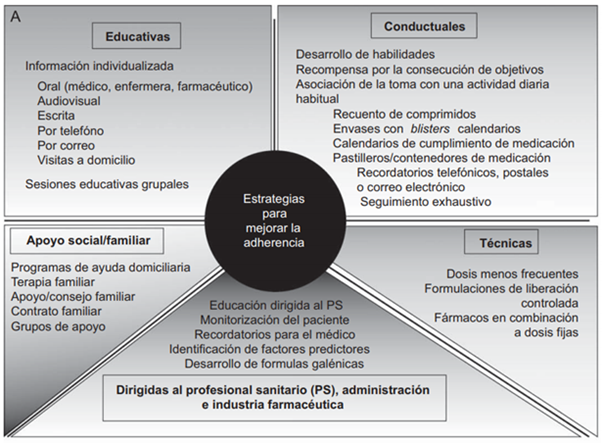 A
Educativas
Información individualizada
Oral (médico, enfermera, farmacéutico)
Audiovisual
Escrita
Por teléfono
Por correo
Visitas a domicilio
Sesiones educativas grupales
Conductuales
Desarrollo de habilidades
Recompensa por la consecución de objetivos
Asociación de la toma con una actividad diaria
habitual
Recuento de comprimidos
Envases con blisters calendarios
Calendarios de cumplimiento de medicación
Pastilleros/contenedores de medicación
Recordatorios telefónicos, postales
o correo electrónico
Seguimiento exhaustivo
Estrategias
para
mejorar la
adherencia
Apoyo social/familiar
Programas de ayuda domiciliaria
Terapia familiar
Apoyo/consejo familiar
Contrato familiar
Grupos de apoyo
Educación dirigida al PS
Monitorización del paciente
Recordatorios para el médico
Identificación de factores predictores
Desarrollo de formulas galénicas
Dirigidas al profesional sanitario (PS), administración
e industria farmacéutica
Técnicas
Dosis menos frecuentes
Formulaciones de liberación
controlada
Fármacos en combinación
a dosis fijas